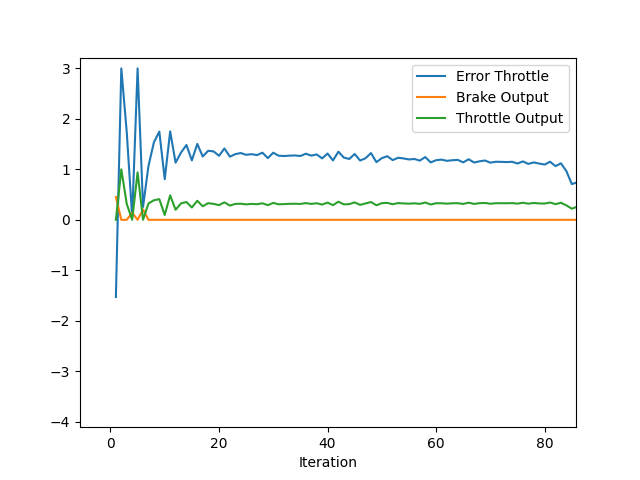 3
2
1
0
−1
−2
−3
−4
0 20 40 60 80
Iteration
Error Throttle
Brake Output
Throttle Output